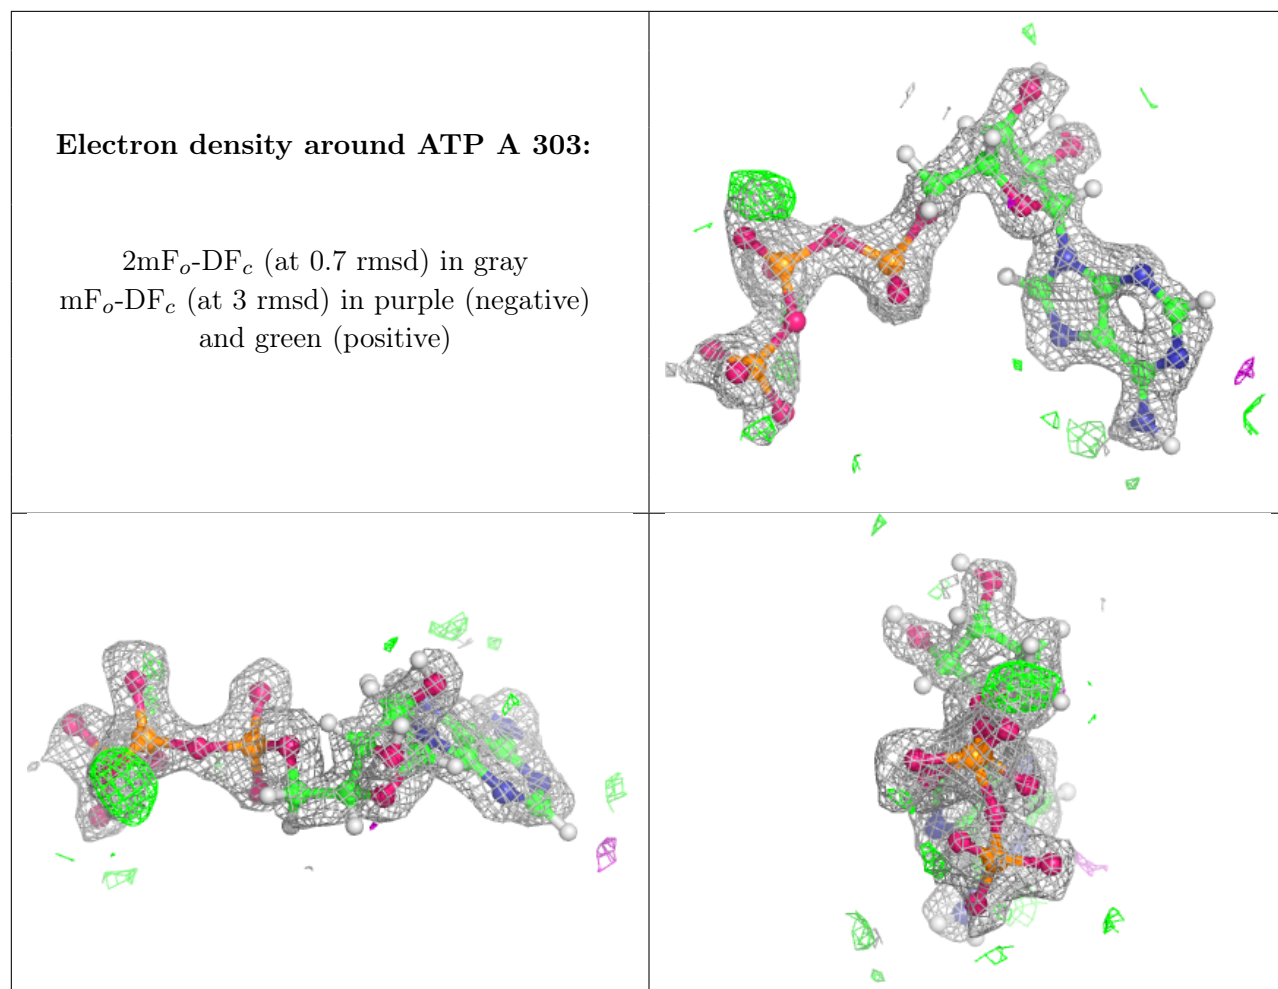 Electron density around ATP A 303:
2mFo-DFc (at 0.7 rmsd) in gray
mFo-DFc (at 3 rmsd) in purple (negative)
and green (positive)